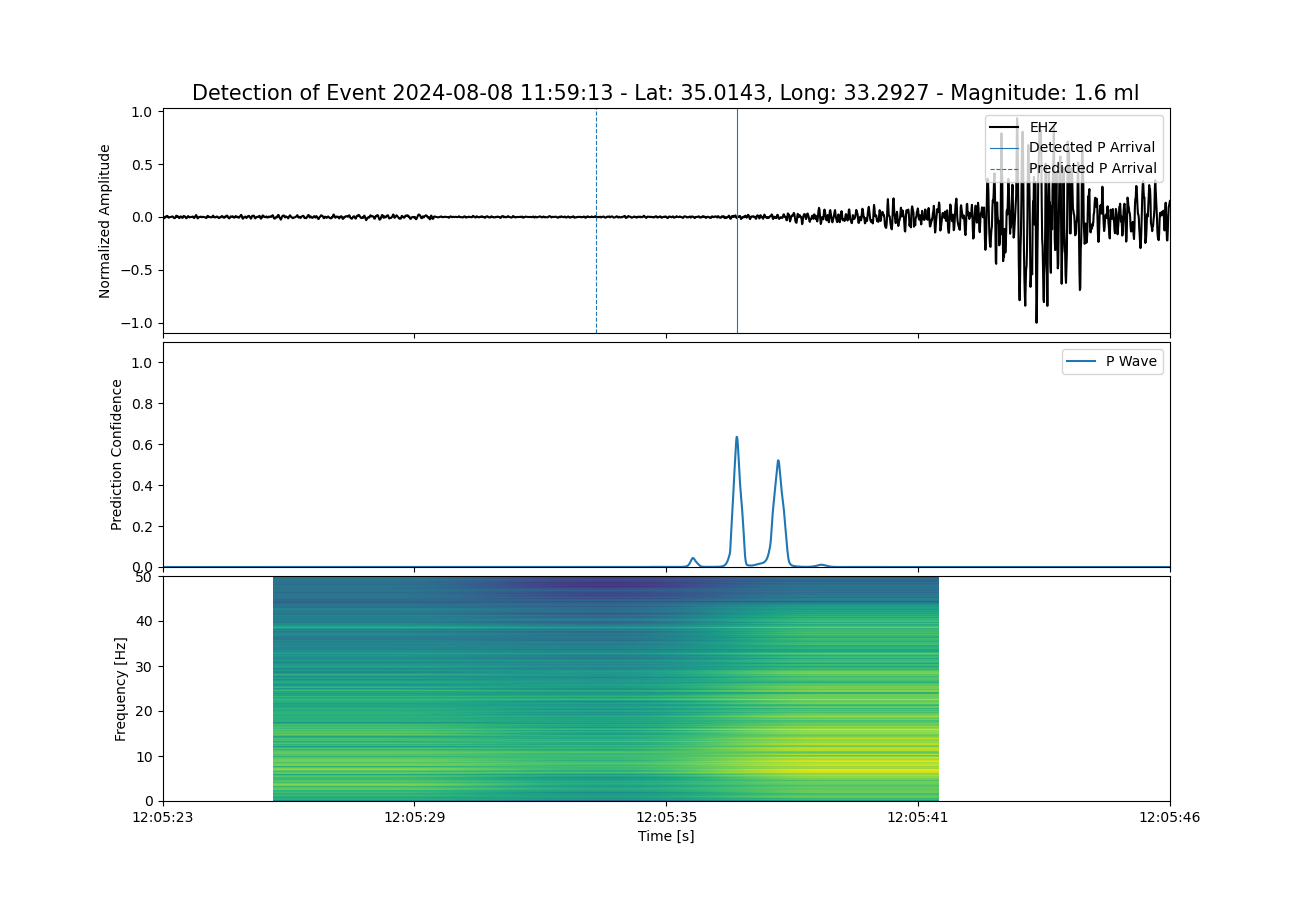 Detection of Event 2024-08-08 11:59:13 - Lat: 35.0143, Long: 33.2927 - Magnitude: 1.6 ml
Normalized Amplitude
1.0
0.5
0.0
−0.5
−1.0
EHZ
Detected P Arrival
Predicted P Arrival
Prediction Confidence
1.0
0.8
0.6
0.4
0.2
0.0
P Wave
Frequency [Hz]
50
40
30
20
10
0
12:05:23 12:05:29 12:05:35 12:05:41 12:05:46
Time [s]